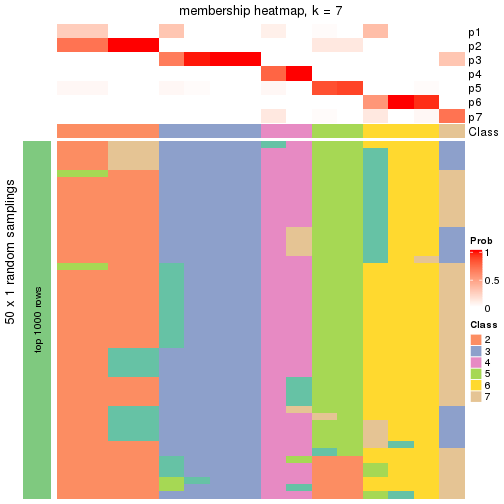 membership heatmap, k = 7
p1
p2
p3
p4
p5
p6
p7
Class
50 x 1 random samplings
top 1000 rows
Prob
1
0.5
0
Class
2
3
4
5
6
7